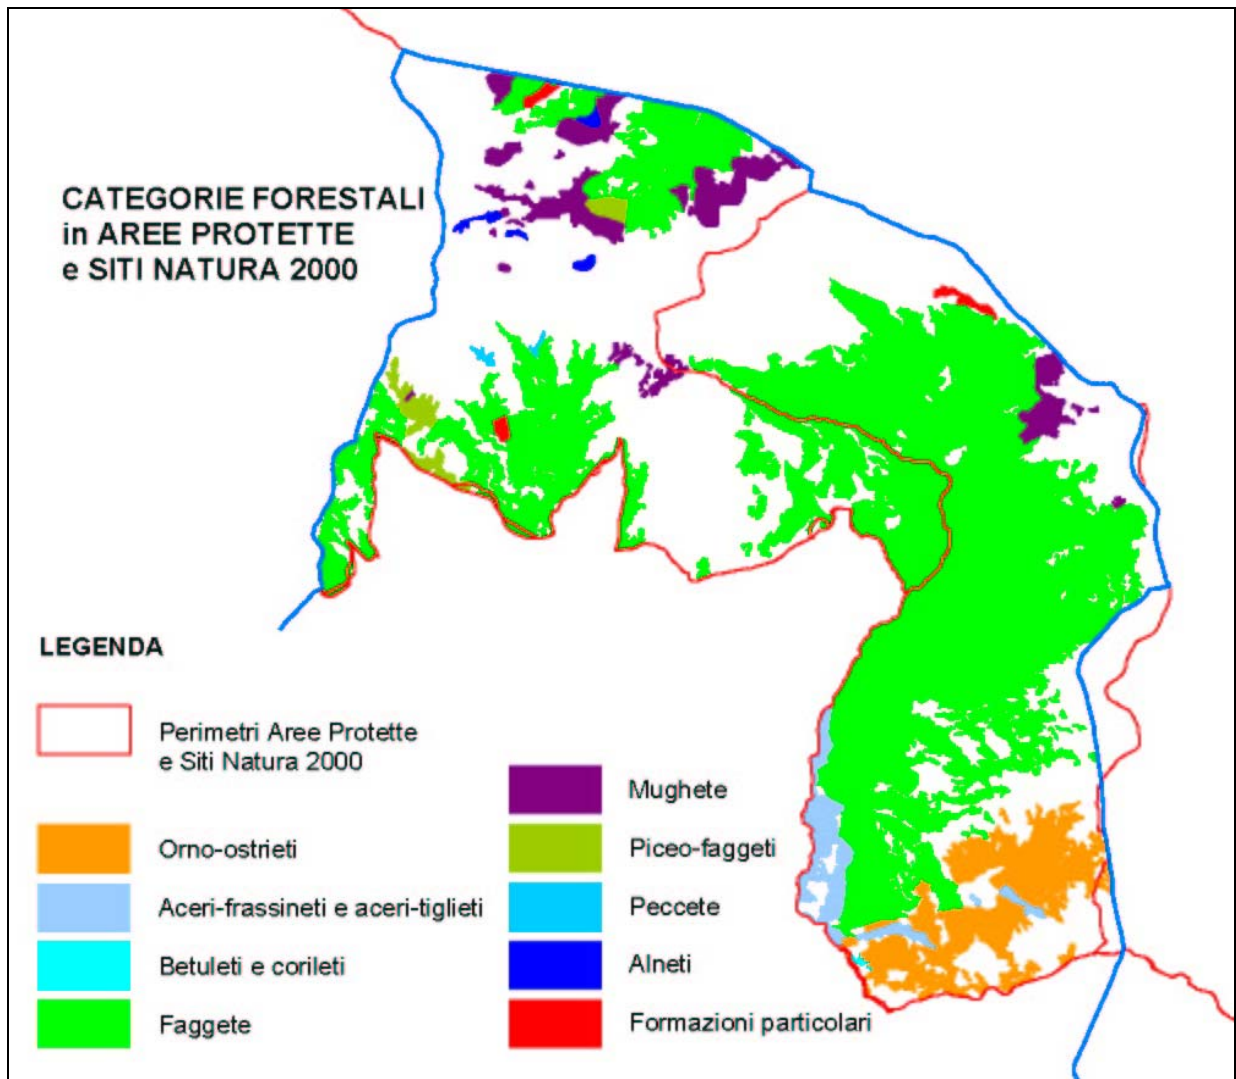 CATEGORIE FORESTALI
in AREE PROTETTE
e SITI NATURA 2000
LEGENDA
Perimetri Aree Protette
e Siti Natura 2000
Orno-ostrieti
Aceri-frassineti e aceri-tiglieti
Betuleti e corileti
Faggete
Mughete
Piceo-faggeti
Peccete
Alneti
Formazioni particolari